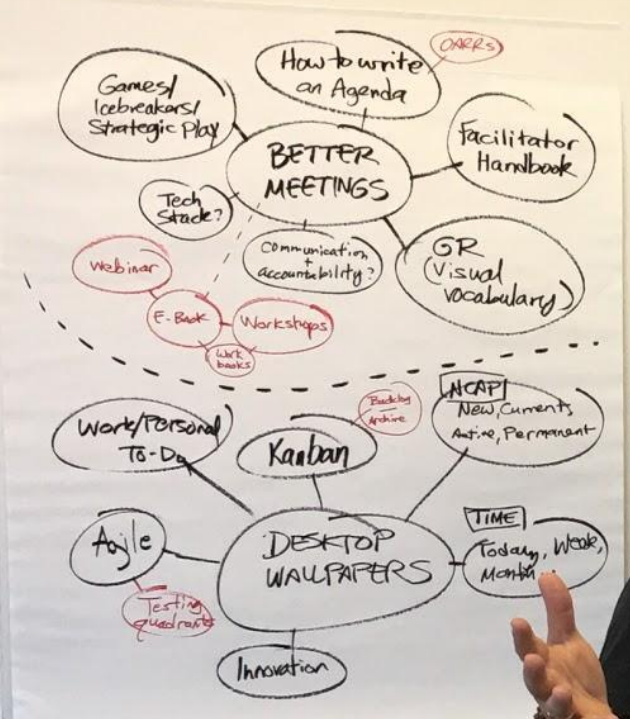 How to write
an Agenda
OARRs
Games/
Icebreakers/
Strategic Play
BETTER
MEETINGS
Facilitator
Handbook
Tech
Stack?
Communication
+
accountability?
GR
(Visual
vocabulary)
Webinar
E-Book
Workshops
Work
books
Work/Personal
To-Do
Kanban
Backlog
Archive
NCAP
New, Currents
Active, Permanent
Agile
Testing
quadrants
DESKTOP
WALLPAPERS
TIME
Today, Week,
Month...
Innovation